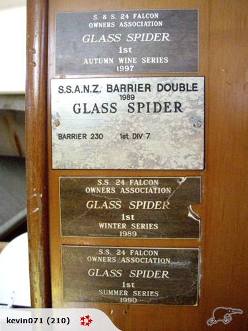 S. & S. 24 FALCON
OWNERS ASSOCIATION
GLASS SPIDER
1st
AUTUMN WINE SERIES
1997
S.S.A.N.Z. BARRIER DOUBLE
1989
GLASS SPIDER
BARRIER 230 1st DIV 7
S.S. 24 FALCON
OWNERS ASSOCIATION
GLASS SPIDER
1st
WINTER SERIES
1989
S.S. 24 FALCON
OWNERS ASSOCIATION
GLASS SPIDER
1st
SUMMER SERIES
1990
kevin071 (210)